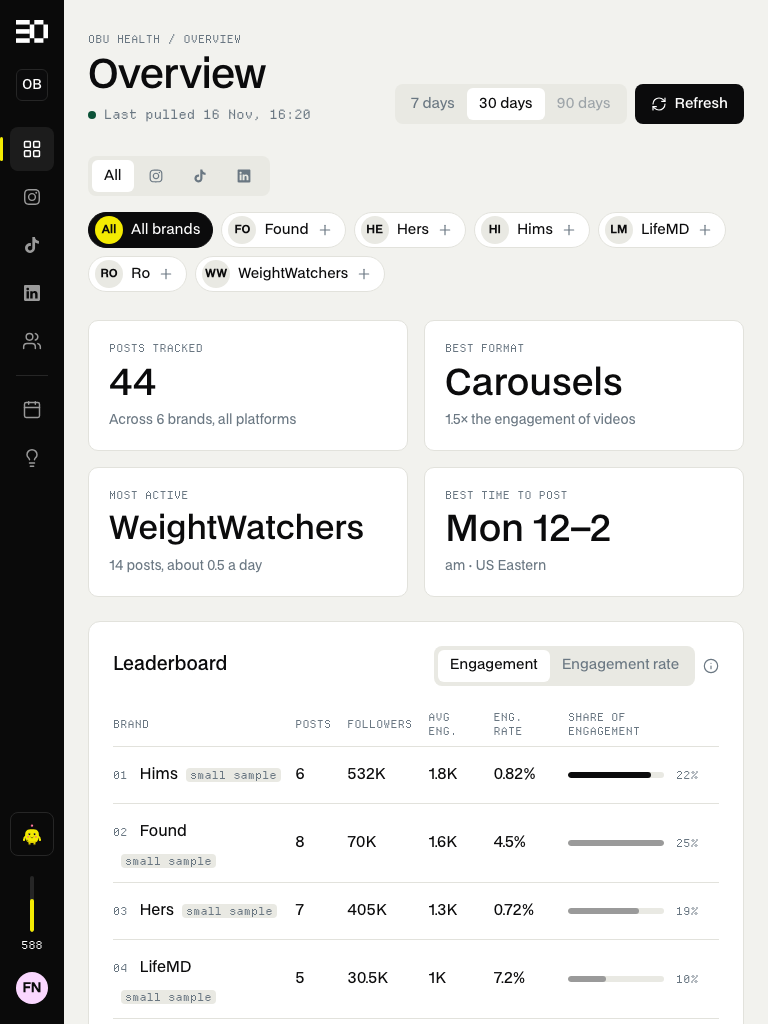 OB
588
FN
OBU HEALTH / OVERVIEW
Overview
Last pulled 16 Nov, 16:20
7 days 30 days 90 days Refresh
All
All All brands FO Found HE Hers HI Hims LM LifeMD
RO Ro WW WeightWatchers
POSTS TRACKED
44
Across 6 brands, all platforms
BEST FORMAT
Carousels
1.5× the engagement of videos
MOST ACTIVE
WeightWatchers
14 posts, about 0.5 a day
BEST TIME TO POST
Mon 12–2
am · US Eastern
Leaderboard
Engagement Engagement rate
BRAND POSTS FOLLOWERS AVG ENG. ENG. RATE SHARE OF ENGAGEMENT
01 Hims small sample 6 532K 1.8K 0.82% 22%
02 Found small sample 8 70K 1.6K 4.5% 25%
03 Hers small sample 7 405K 1.3K 0.72% 19%
04 LifeMD small sample 5 30.5K 1K 7.2% 10%